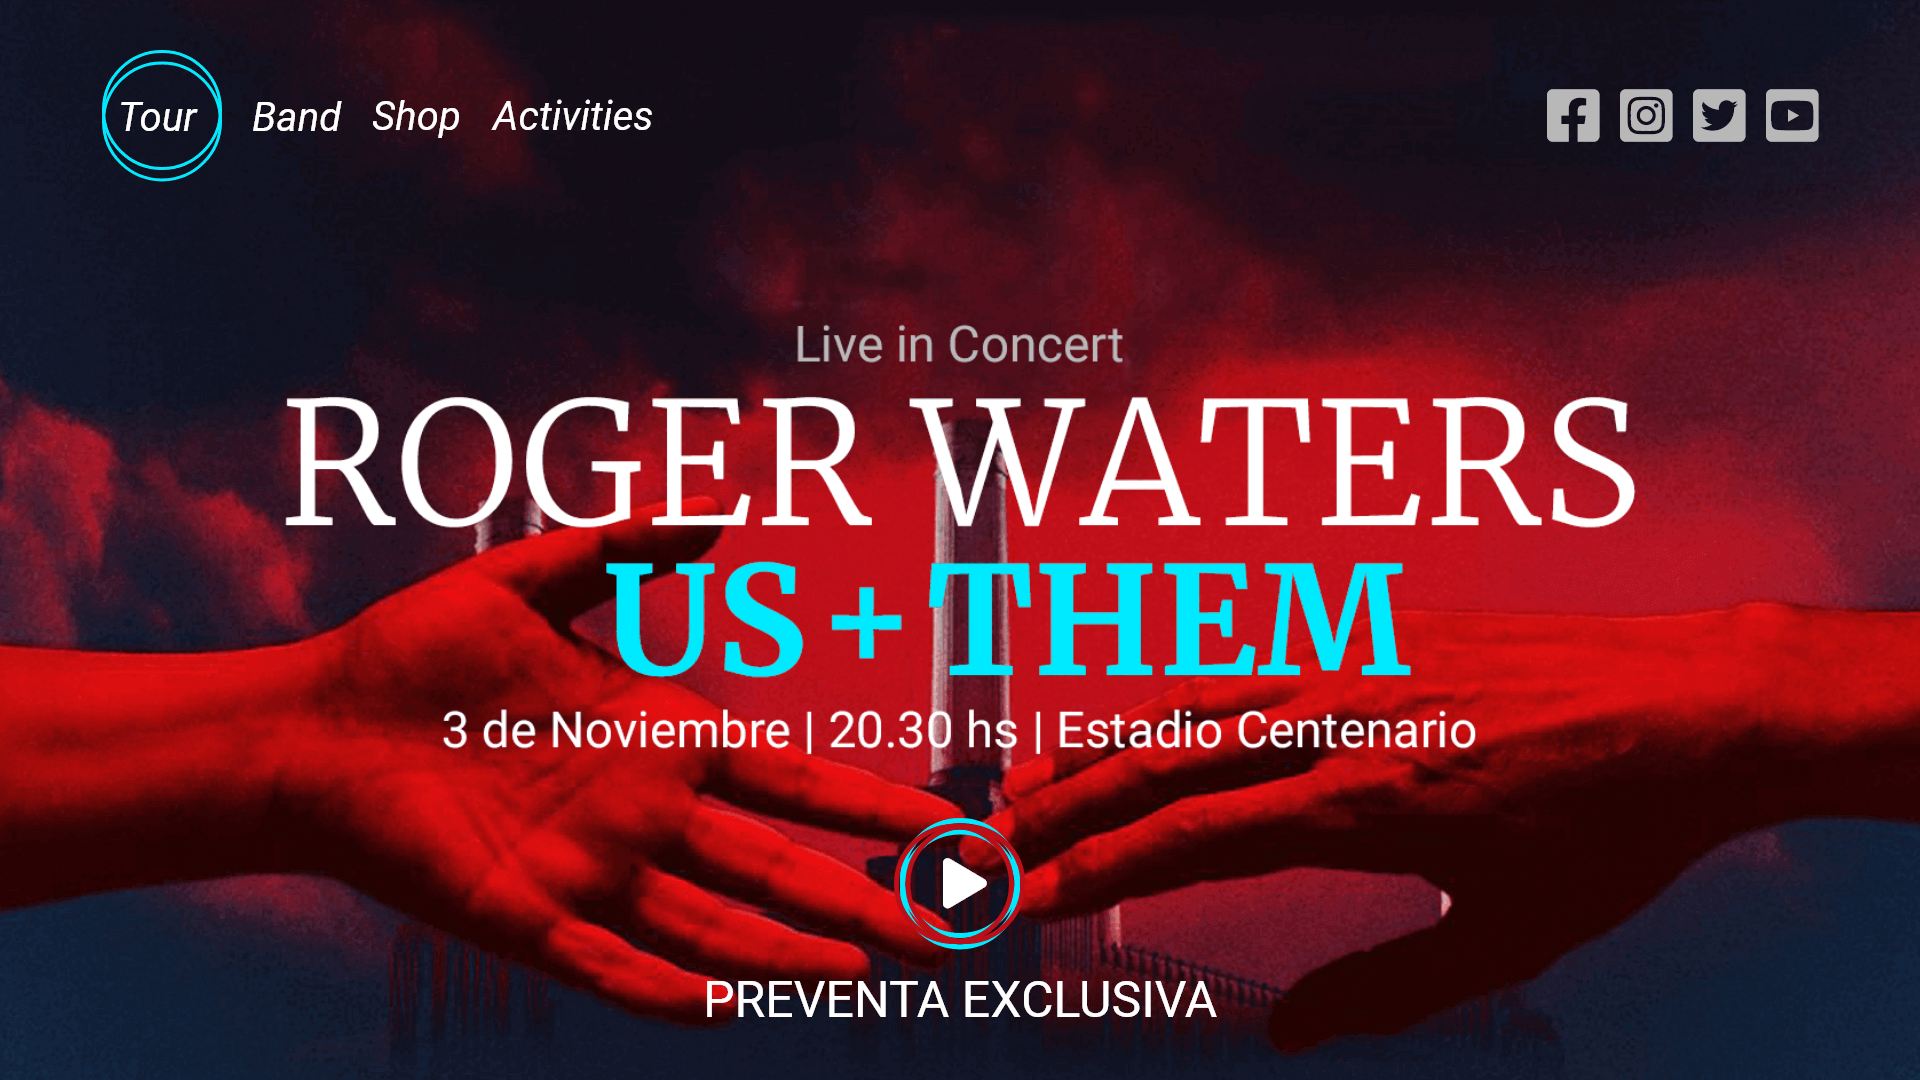 Tour Band Shop Activities
Live in Concert
ROGER WATERS
US + THEM
3 de Noviembre | 20.30 hs | Estadio Centenario
PREVENTA EXCLUSIVA